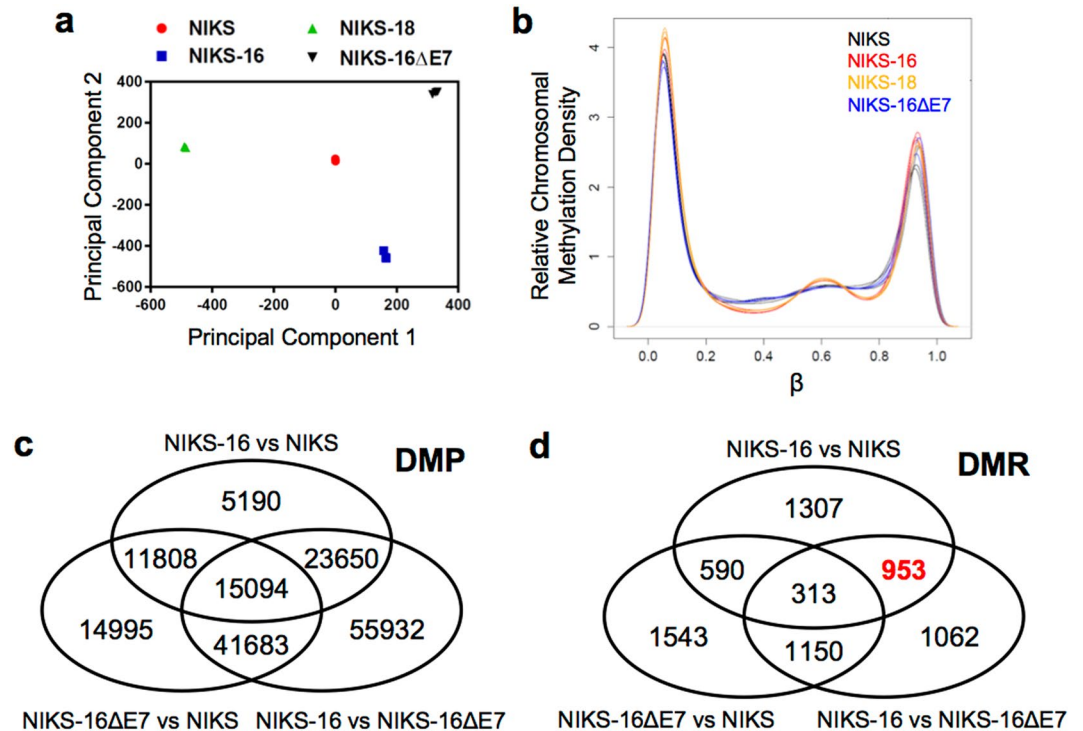 a
NIKS NIKS-18
NIKS-16 NIKS-16ΔE7
Principal Component 2
400
200
0
-200
-400
-600
-600 -400 -200 0 200 400
Principal Component 1
b
NIKS
NIKS-16
NIKS-18
NIKS-16ΔE7
Relative Chromosomal
Methylation Density
4
3
2
1
0
0.0 0.2 0.4 0.6 0.8 1.0
β
c
NIKS-16 vs NIKS
DMP
5190
11808 23650
15094
14995 55932
41683
NIKS-16ΔE7 vs NIKS NIKS-16 vs NIKS-16ΔE7
d
NIKS-16 vs NIKS
DMR
1307
590 953
313
1543 1062
1150
NIKS-16ΔE7 vs NIKS NIKS-16 vs NIKS-16ΔE7